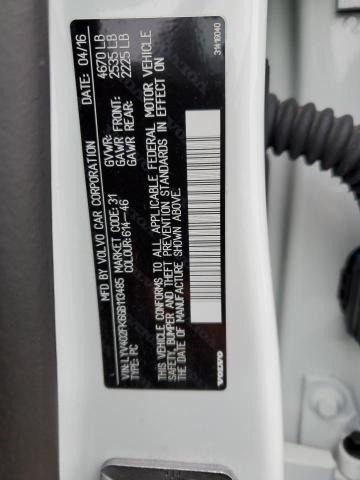 MFD BY VOLVO CAR CORPORATION DATE: 04/16
GVWR: 4670 LB
GAWR FRONT: 2535 LB
GAWR REAR: 2225 LB
VIN: LYV402FK6GB113485 MARKET CODE: 31
TYPE: PC COLOUR: 614-46
THIS VEHICLE CONFORMS TO ALL APPLICABLE FEDERAL MOTOR VEHICLE
SAFETY, BUMPER AND THEFT PREVENTION STANDARDS IN EFFECT ON
THE DATE OF MANUFACTURE SHOWN ABOVE.
VOLVO 31419040